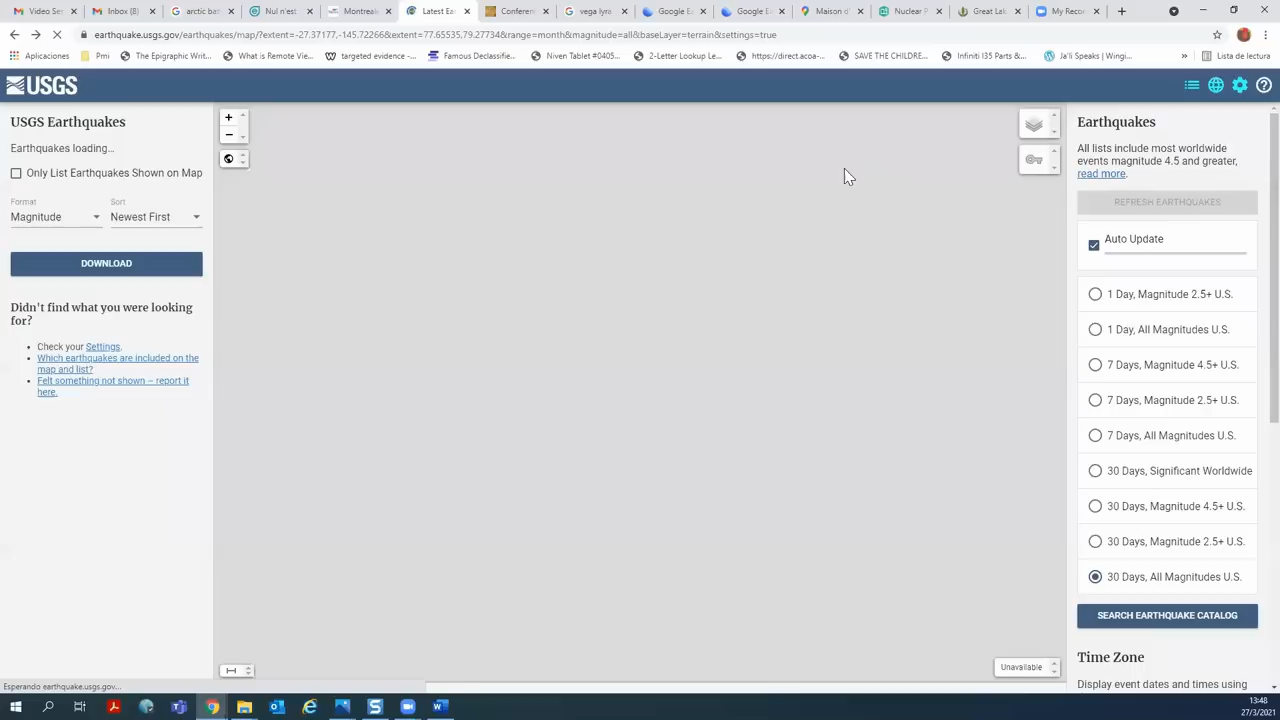 Video Ses
Inbox (8)
arctic bat
Nul n'est
Montreal
Latest Ea
Conferen
vega lyra
Google Ea
Google Ea
Maison d'
Nuclear P
Great Lak
My Reco
earthquake.usgs.gov/earthquakes/map/?extent=-27.37177,-145.72266&extent=77.65535,79.27734&range=month&magnitude=all&baseLayer=terrain&settings=true
Aplicaciones
Pmi
The Epigraphic Writ...
What is Remote Vie...
targeted evidence -...
Famous Declassifie...
Niven Tablet #0405...
2-Letter Lookup Le...
https://direct.acoa-...
SAVE THE CHILDRE...
Infiniti I35 Parts &...
Ja'li Speaks | Wingi...
»
Lista de lectura
USGS
USGS Earthquakes
Earthquakes loading...
Only List Earthquakes Shown on Map
Format
Sort
Magnitude
Newest First
DOWNLOAD
Didn't find what you were looking
for?
• Check your Settings.
• Which earthquakes are included on the
map and list?
• Felt something not shown – report it
here.
+
−
Unavailable
Earthquakes
All lists include most worldwide
events magnitude 4.5 and greater,
read more.
REFRESH EARTHQUAKES
Auto Update
1 Day, Magnitude 2.5+ U.S.
1 Day, All Magnitudes U.S.
7 Days, Magnitude 4.5+ U.S.
7 Days, Magnitude 2.5+ U.S.
7 Days, All Magnitudes U.S.
30 Days, Significant Worldwide
30 Days, Magnitude 4.5+ U.S.
30 Days, Magnitude 2.5+ U.S.
30 Days, All Magnitudes U.S.
SEARCH EARTHQUAKE CATALOG
Time Zone
Display event dates and times using
Esperando earthquake.usgs.gov...
13:48
27/3/2021